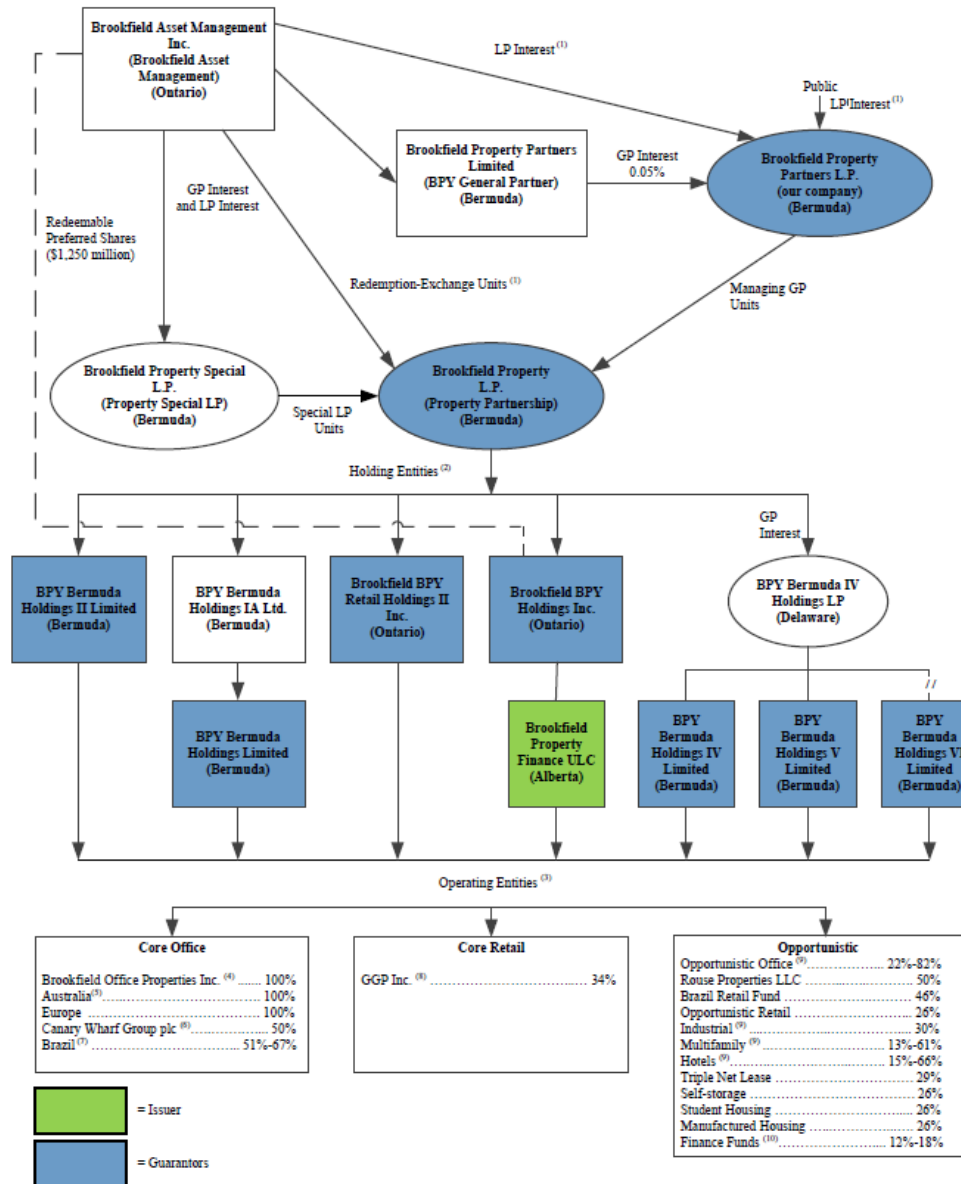 Brookfield Asset Management
Inc.
(Brookfield Asset
Management)
(Ontario)
LP Interest (1)
Public
LP Interest (1)
Brookfield Property Partners
Limited
(BPY General Partner)
(Bermuda)
GP Interest
0.05%
Brookfield Property
Partners L.P.
(our company)
(Bermuda)
GP Interest
and LP Interest
Redeemable
Preferred Shares
($1,250 million)
Redemption-Exchange Units (1)
Managing GP
Units
Brookfield Property Special
L.P.
(Property Special LP)
(Bermuda)
Special LP
Units
Brookfield Property
L.P.
(Property Partnership)
(Bermuda)
Holding Entities (2)
GP
Interest
BPY Bermuda
Holdings II Limited
(Bermuda)
BPY Bermuda
Holdings IA Ltd.
(Bermuda)
Brookfield BPY
Retail Holdings II
Inc.
(Ontario)
Brookfield BPY
Holdings Inc.
(Ontario)
BPY Bermuda IV
Holdings LP
(Delaware)
BPY Bermuda
Holdings Limited
(Bermuda)
Brookfield
Property
Finance ULC
(Alberta)
BPY
Bermuda
Holdings IV
Limited
(Bermuda)
BPY
Bermuda
Holdings V
Limited
(Bermuda)
BPY
Bermuda
Holdings VI
Limited
(Bermuda)
Operating Entities (3)
Core Office
Brookfield Office Properties Inc. (4) ....... 100%
Australia(5)................................ 100%
Europe ................................ 100%
Canary Wharf Group plc (6) ................ 50%
Brazil (7) ................................ 51%-67%
Core Retail
GGP Inc. (8) ................................ 34%
Opportunistic
Opportunistic Office (9)................ 22%-82%
Rouse Properties LLC ................ 50%
Brazil Retail Fund ................ 46%
Opportunistic Retail ................ 26%
Industrial (9) ................ 30%
Multifamily (9) ................ 13%-61%
Hotels (9)................ 15%-66%
Triple Net Lease ................ 29%
Self-storage ................ 26%
Student Housing ................ 26%
Manufactured Housing ................ 26%
Finance Funds (10)................ 12%-18%
= Issuer
= Guarantors